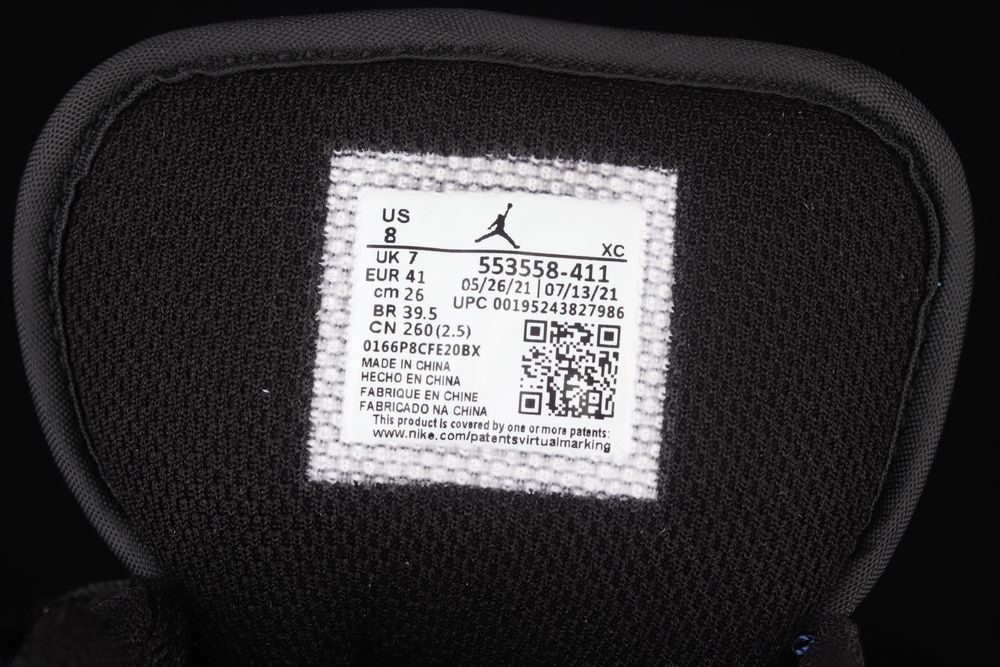 US
8
XC
UK 7
EUR 41
cm 26
BR 39.5
CN 260(2.5)
553558-411
05/26/21 | 07/13/21
UPC 00195243827986
0166P8CFE20BX
MADE IN CHINA
HECHO EN CHINA
FABRIQUE EN CHINE
FABRICADO NA CHINA
This product is covered by one or more patents:
www.nike.com/patentsvirtualmarking